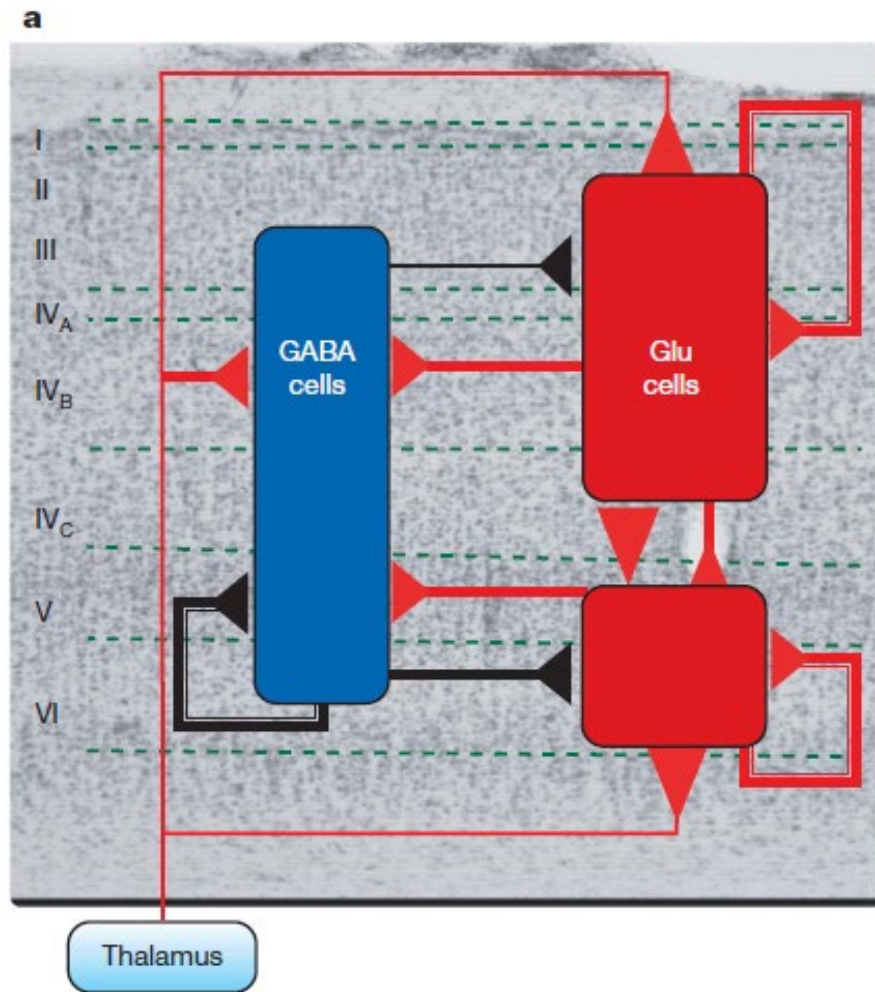 a
I
II
III
IVA
GABA
cells
Glu
cells
IVB
IVC
V
VI
Thalamus